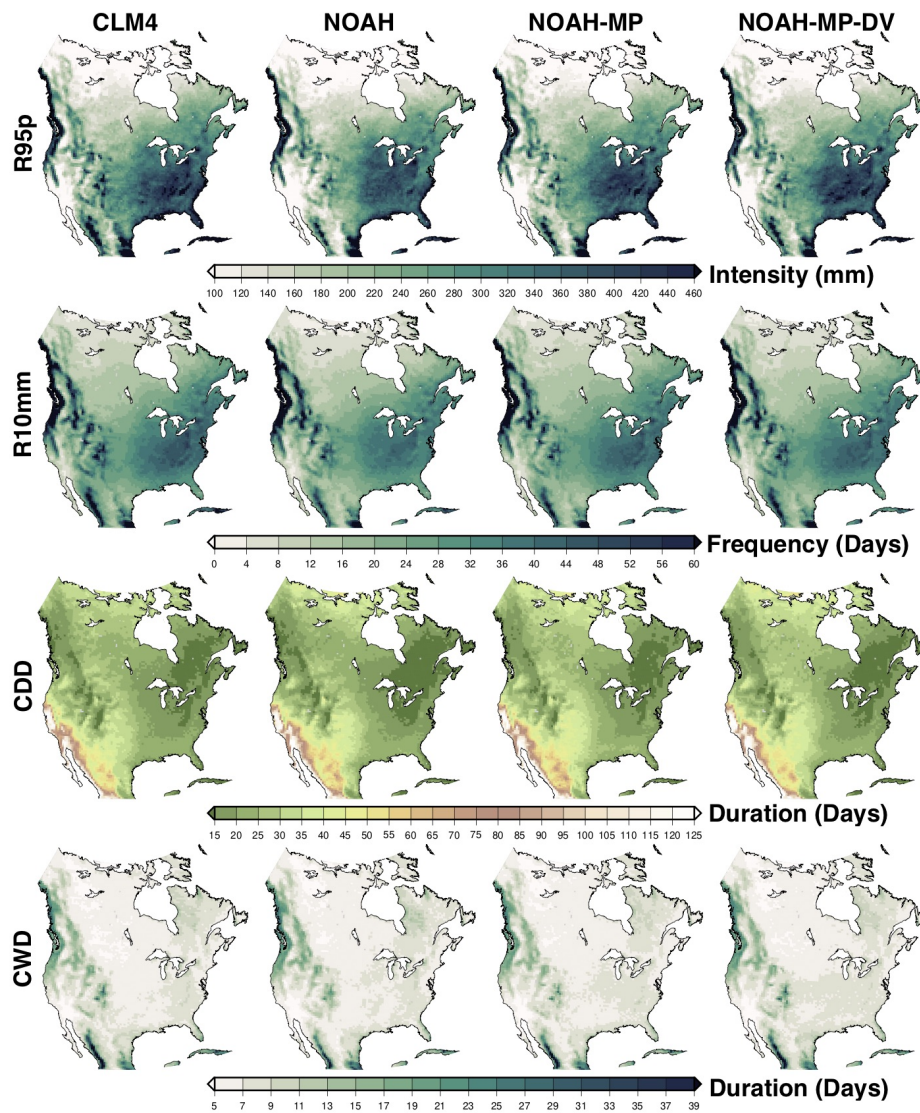 CLM4 NOAH NOAH-MP NOAH-MP-DV
R95p
Intensity (mm)
100 120 140 160 180 200 220 240 260 280 300 320 340 360 380 400 420 440 460
R10mm
Frequency (Days)
0 4 8 12 16 20 24 28 32 36 40 44 48 52 56 60
CDD
Duration (Days)
15 20 25 30 35 40 45 50 55 60 65 70 75 80 85 90 95 100 105 110 115 120 125
CWD
Duration (Days)
5 7 9 11 13 15 17 19 21 23 25 27 29 31 33 35 37 39